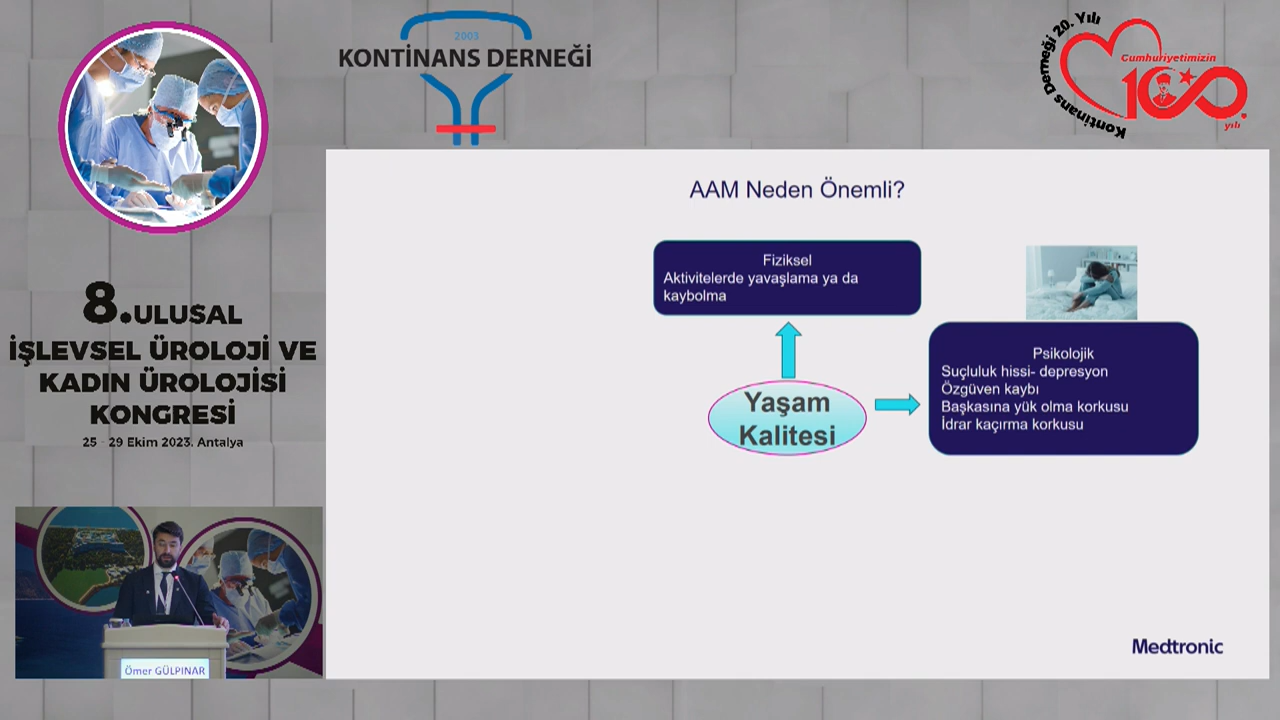 2003
KONTİNANS DERNEĞİ
Kontinans Derneği 20. Yılı
Cumhuriyetimizin
100.
yılı
8.ULUSAL
İŞLEVSEL ÜROLOJİ VE
KADIN ÜROLOJİSİ
KONGRESİ
25 - 29 Ekim 2023. Antalya
AAM Neden Önemli?
Fiziksel
Aktivitelerde yavaşlama ya da
kaybolma
Psikolojik
Suçluluk hissi- depresyon
Özgüven kaybı
Başkasına yük olma korkusu
İdrar kaçırma korkusu
Yaşam
Kalitesi
Medtronic
Ömer GÜLPINAR